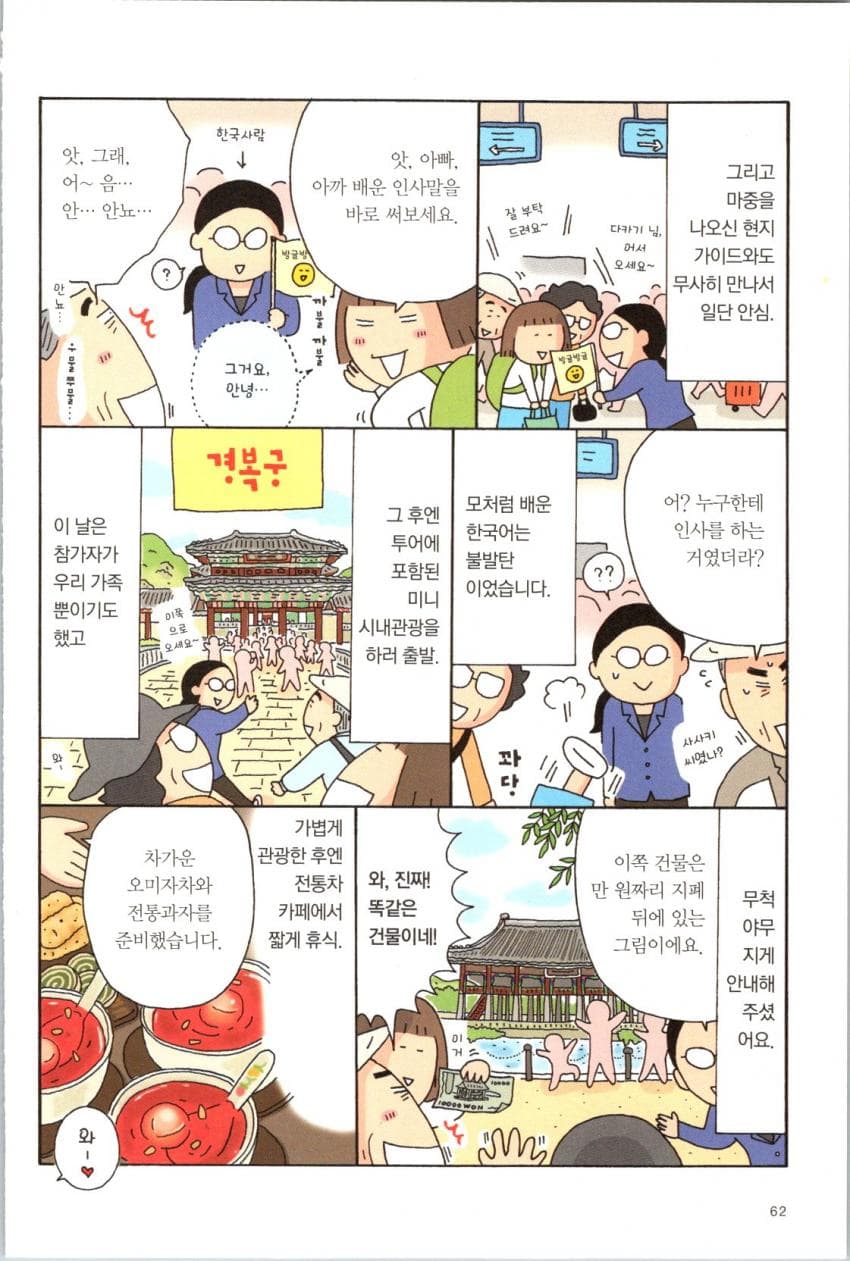 그리고
마중을
나오신 현지
가이드와도
무사히 만나서
일단 안심.
다카기 님,
어서
오세요~
잘 부탁
드려요~
방글방글
앗, 아빠,
아까 배운 인사말을
바로 써보세요.
까불
까불
한국사람
방글방
?
그거요,
안녕…
앗, 그래,
어~ 음…
안… 안뇨…
안
뇨…
우물쭈물…
어? 누구한테
인사를 하는
거였더라?
??
사사키
씨였나?
모처럼 배운
한국어는
불발탄
이었습니다.
꽈당
그 후엔
투어에
포함된
미니
시내관광을
하러 출발.
경복궁
이쪽
으로
오세요~
이 날은
참가자가
우리 가족
뿐이기도
했고
와
무척
야무
지게
안내해
주셨
어요.
이쪽 건물은
만 원짜리 지폐
뒤에 있는
그림이에요.
와, 진짜!
똑같은
건물이네!
이거
10000
10000 WON
가볍게
관광한 후엔
전통차
카페에서
짧게 휴식.
차가운
오미자차와
전통과자를
준비했습니다.
와ー♥
62